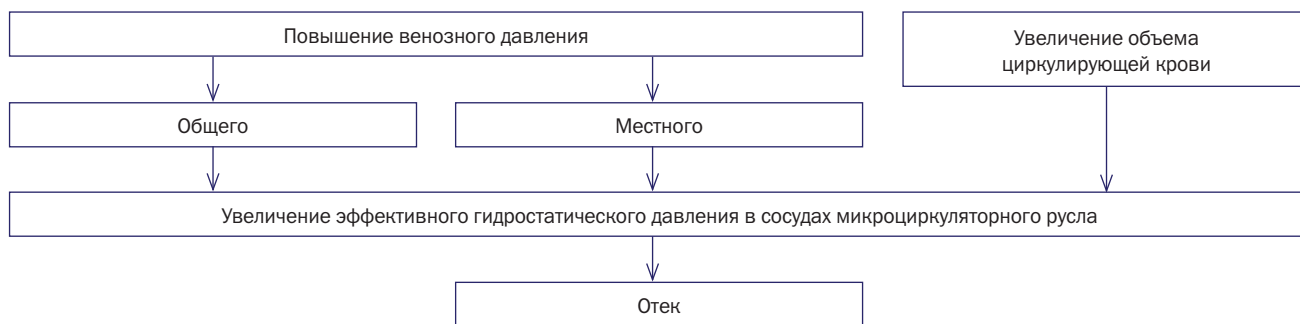 Повышение венозного давления
Увеличение объема
циркулирующей крови
Общего
Местного
Увеличение эффективного гидростатического давления в сосудах микроциркуляторного русла
Отек